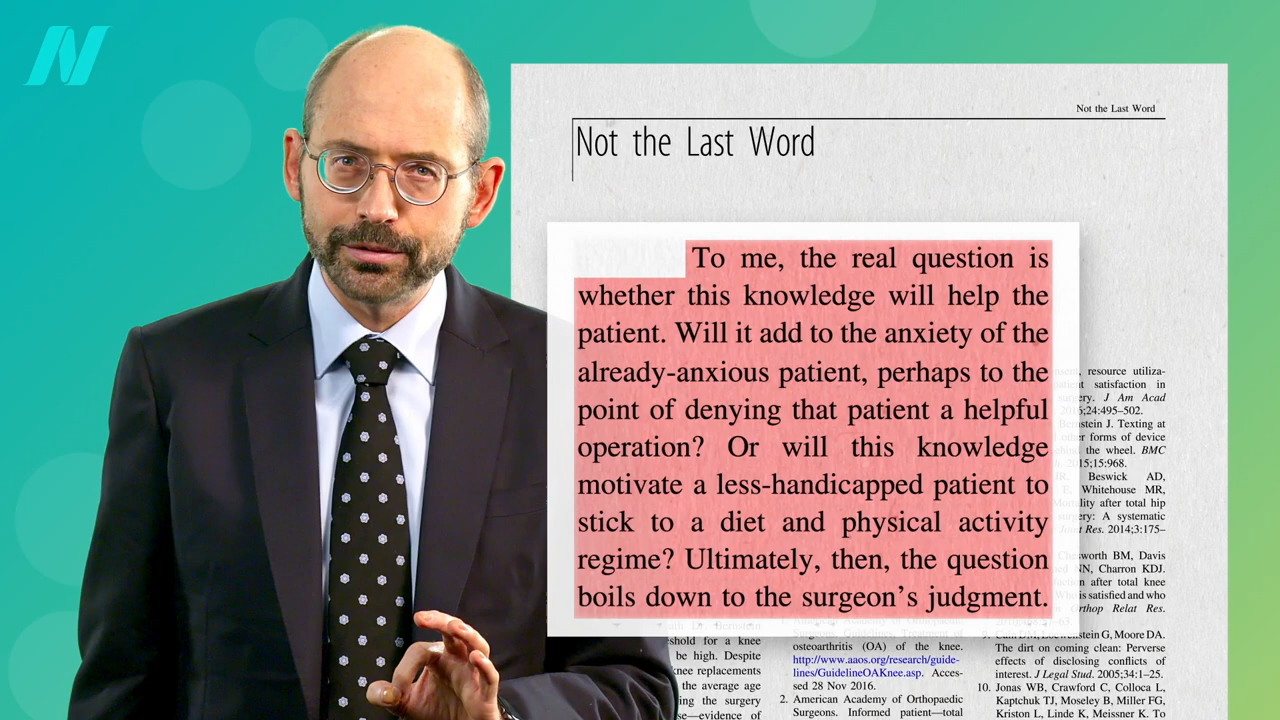 Not the Last Word
Not the Last Word
To me, the real question is
whether this knowledge will help the
patient. Will it add to the anxiety of the
already-anxious patient, perhaps to the
point of denying that patient a helpful
operation? Or will this knowledge
motivate a less-handicapped patient to
stick to a diet and physical activity
regime? Ultimately, then, the question
boils down to the surgeon's judgment.
resource utiliza-
satisfaction in
J Am Acad
24:495–502.
J. Texting at
other forms of device
the wheel. BMC
2015;15:968.
Beswick AD,
Whitehouse MR,
after total hip
A systematic
Res. 2014;3:175–
Chesworth BM, Davis
NN, Charron KDJ.
after total knee
is satisfied and who
Orthop Relat Res.
for a knee
be high. Despite
knee replacements
the average age
the surgery
evidence of
osteoarthritis (OA) of the knee.
http://www.aaos.org/research/guide-
lines/GuidelineOAKnee.asp. Acces-
sed 28 Nov 2016.
2. American Academy of Orthopaedic
Surgeons. Informed patient—total
G, Moore DA.
The dirt on coming clean: Perverse
effects of disclosing conflicts of
interest. J Legal Stud. 2005;34:1–25.
10. Jonas WB, Crawford C, Colloca L,
Kaptchuk TJ, Moseley B, Miller FG,
Kriston L, Linde K, Meissner K. To